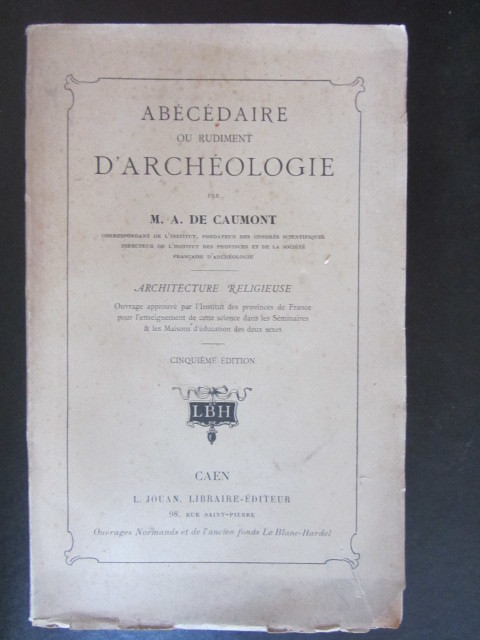 ABÉCÉDAIRE
OU RUDIMENT
D'ARCHÉOLOGIE
PAR
M. A. DE CAUMONT
CORRESPONDANT DE L'INSTITUT, FONDATEUR DES CONGRÈS SCIENTIFIQUES
DIRECTEUR DE L'INSTITUT DES PROVINCES ET DE LA SOCIÉTÉ
FRANÇAISE D'ARCHÉOLOGIE
ARCHITECTURE RELIGIEUSE
Ouvrage approuvé par l'Institut des provinces de France
pour l'enseignement de cette science dans les Séminaires
& les Maisons d'éducation des deux sexes
CINQUIÈME ÉDITION
LBH
CAEN
L. JOUAN, LIBRAIRE-ÉDITEUR
98, RUE SAINT-PIERRE
Ouvrages Normands et de l'ancien fonds Le Blanc-Hardel